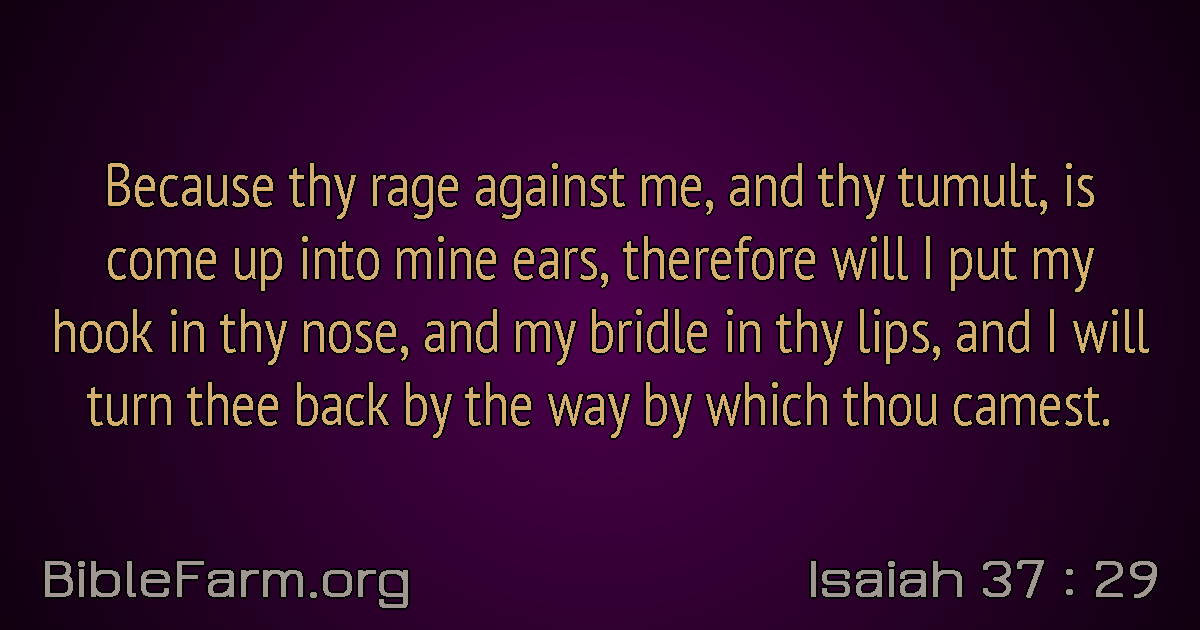 Because thy rage against me, and thy tumult, is
come up into mine ears, therefore will I put my
hook in thy nose, and my bridle in thy lips, and I will
turn thee back by the way by which thou camest.
BibleFarm.org
Isaiah 37 : 29